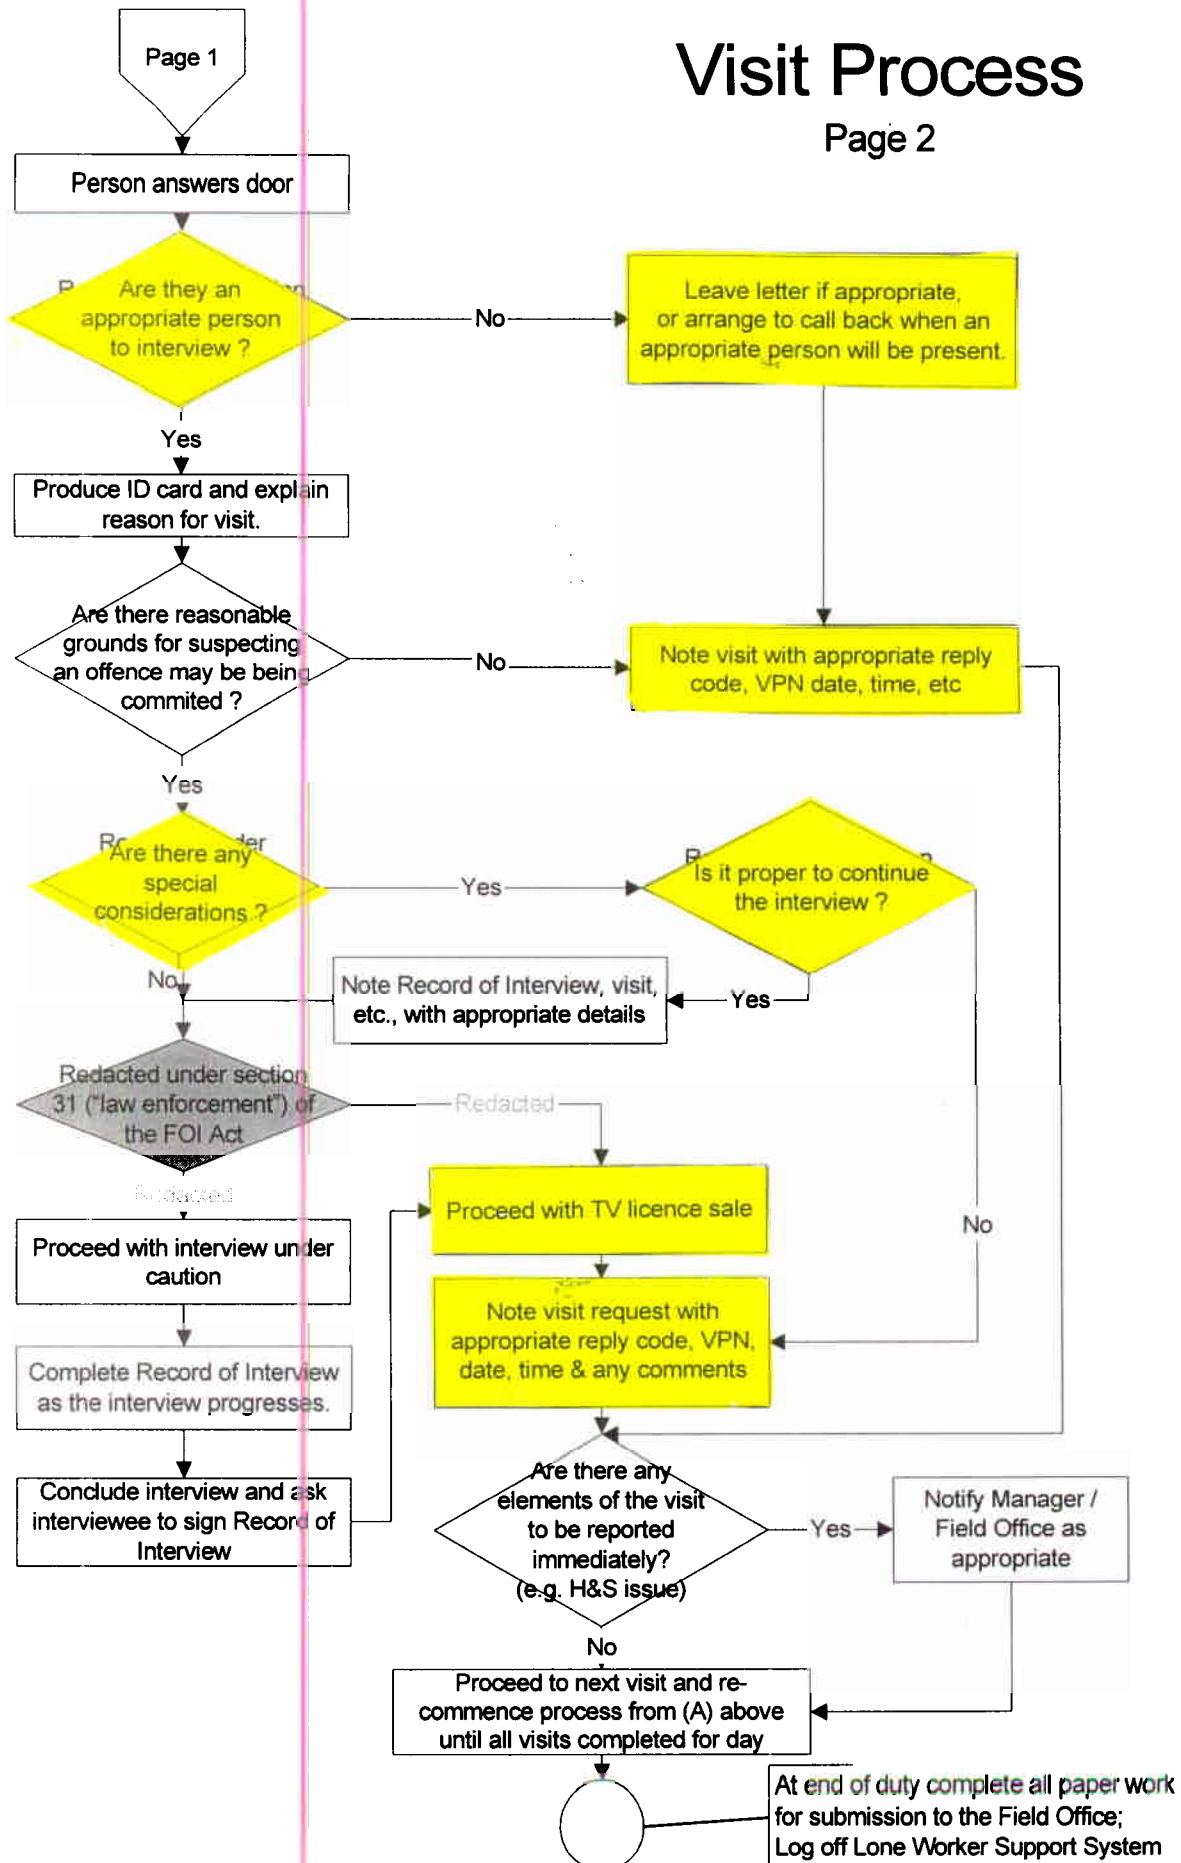 Page 1
Visit Process
Page 2
Person answers door
Are they an
appropriate person
to interview ?
No
Leave letter if appropriate,
or arrange to call back when an
appropriate person will be present.
Yes
Produce ID card and explain
reason for visit.
Are there reasonable
grounds for suspecting
an offence may be being
commited ?
No
Note visit with appropriate reply
code, VPN date, time, etc
Yes
Are there any
special
considerations ?
Yes
Is it proper to continue
the interview ?
No
Note Record of Interview, visit,
etc., with appropriate details
Yes
Redacted under section
31 ("law enforcement") of
the FOI Act
Redacted
Redacted
Proceed with TV licence sale
No
Proceed with interview under
caution
Note visit request with
appropriate reply code, VPN,
date, time & any comments
Complete Record of Interview
as the interview progresses.
Conclude interview and ask
interviewee to sign Record of
Interview
Are there any
elements of the visit
to be reported
immediately?
(e.g. H&S issue)
Yes
Notify Manager /
Field Office as
appropriate
No
Proceed to next visit and re-
commence process from (A) above
until all visits completed for day
At end of duty complete all paper work
for submission to the Field Office;
Log off Lone Worker Support System